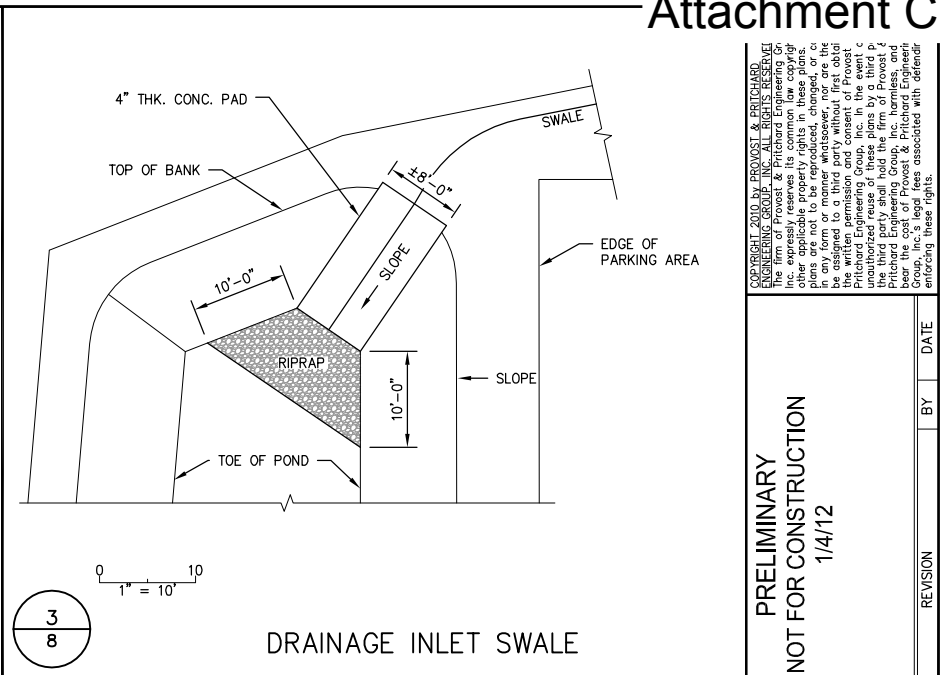 Attachment C
4" THK. CONC. PAD
TOP OF BANK
SWALE
±8'-0"
SLOPE
EDGE OF
PARKING AREA
10'-0"
RIPRAP
SLOPE
10'-0"
TOE OF POND
0 10
1" = 10'
3
8
DRAINAGE INLET SWALE
COPYRIGHT 2010 by PROVOST & PRITCHARD
ENGINEERING GROUP, INC. ALL RIGHTS RESERVED
The firm of Provost & Pritchard Engineering
Inc. expressly reserves its common law
other applicable property rights in these plans.
plans are not to be reproduced, changed, or
in any form or manner whatsoever, nor are the
be assigned to a third party without first
the written permission and consent of Provost
Pritchard Engineering Group, Inc. In the event
unauthorized reuse of these plans by a third
the third party shall hold the firm of Provost &
Pritchard Engineering Group, Inc. harmless, and
bear the cost of Provost & Pritchard
Group, Inc.'s legal fees associated with
enforcing these rights.
PRELIMINARY
NOT FOR CONSTRUCTION
1/4/12
REVISION BY DATE